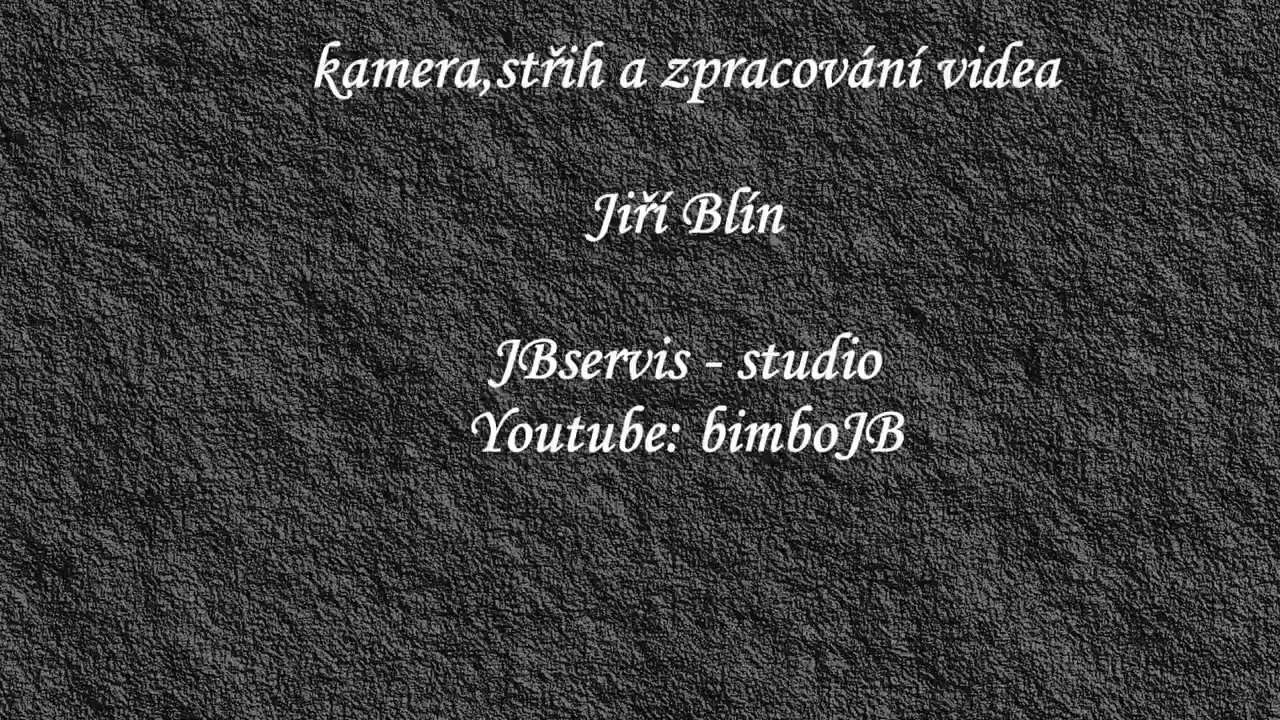 kamera,střih a zpracování videa
Jiří Blín
JBservis - studio
Youtube: bimboJB